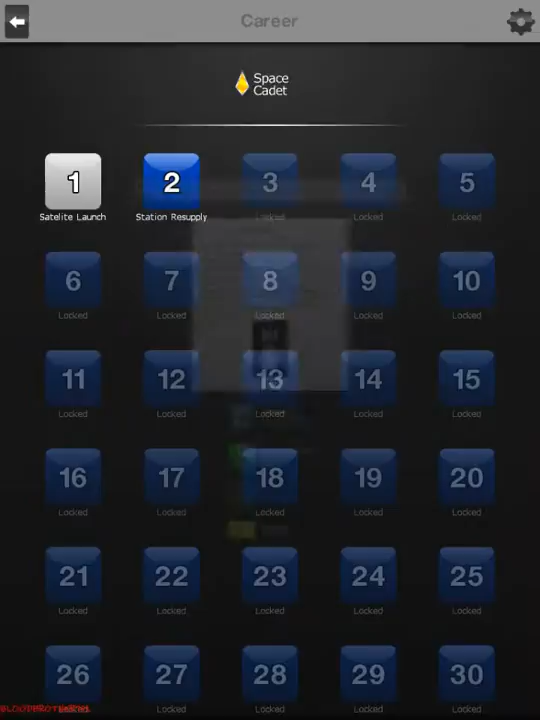 Career
Space
Cadet
1 2 3 4 5
Satelite Launch Station Resupply Locked Locked Locked
6 7 8 9 10
Locked Locked Locked Locked Locked
11 12 13 14 15
Locked Locked Locked Locked Locked
16 17 18 19 20
Locked Locked Locked Locked Locked
21 22 23 24 25
Locked Locked Locked Locked Locked
26 27 28 29 30
Locked Locked Locked Locked